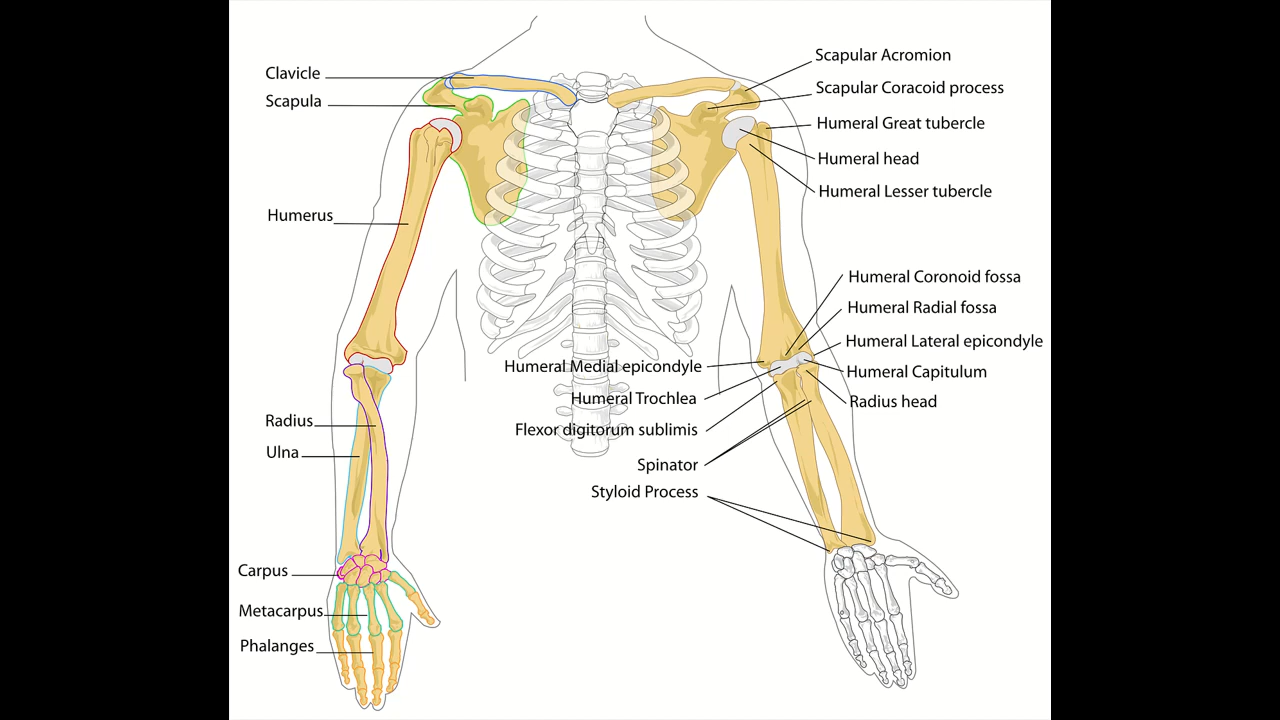 Clavicle
Scapula
Humerus
Radius
Ulna
Carpus
Metacarpus
Phalanges
Scapular Acromion
Scapular Coracoid process
Humeral Great tubercle
Humeral head
Humeral Lesser tubercle
Humeral Coronoid fossa
Humeral Radial fossa
Humeral Lateral epicondyle
Humeral Capitulum
Radius head
Humeral Medial epicondyle
Humeral Trochlea
Flexor digitorum sublimis
Spinator
Styloid Process